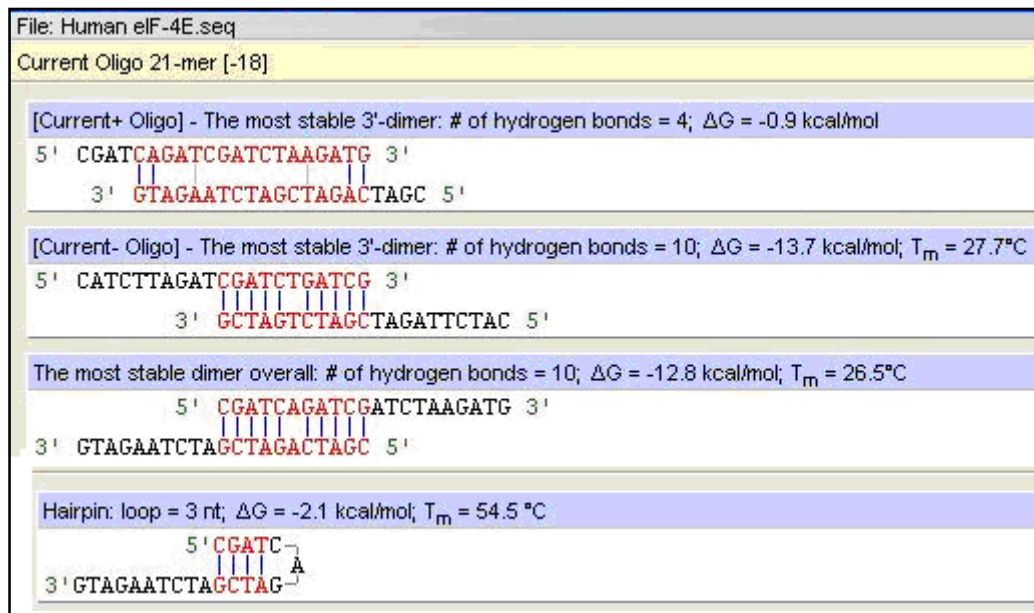 File: Human eIF-4E.seq
Current Oligo 21-mer [-18]
[Current+ Oligo] - The most stable 3'-dimer: # of hydrogen bonds = 4; ΔG = -0.9 kcal/mol
5' CGATCAGATCGATCTAAGATG 3'
3' GTAGAATCTAGCTAGACTAGC 5'
[Current- Oligo] - The most stable 3'-dimer: # of hydrogen bonds = 10; ΔG = -13.7 kcal/mol; Tm = 27.7°C
5' CATCTTAGATCGATCTGATCG 3'
3' GCTAGTCTAGCTAGATTCTAC 5'
The most stable dimer overall: # of hydrogen bonds = 10; ΔG = -12.8 kcal/mol; Tm = 26.5°C
5' CGATCAGATCGATCTAAGATG 3'
3' GTAGAATCTAGCTAGACTAGC 5'
Hairpin: loop = 3 nt; ΔG = -2.1 kcal/mol; Tm = 54.5 °C
5'CGATC
A
3'GTAGAATCTAGCTAG